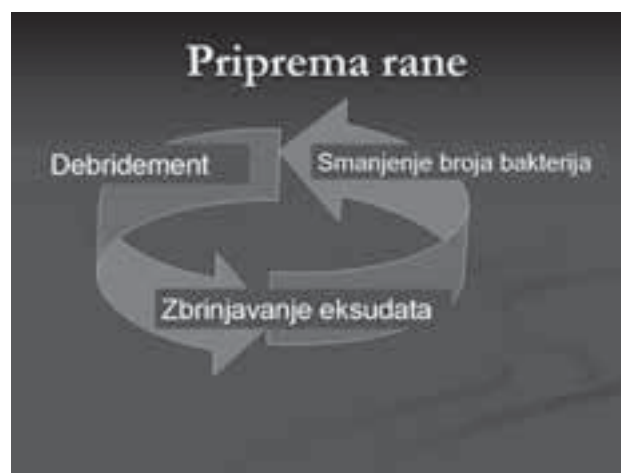 Priprema rane
Debridement
Smanjenje broja bakterija
Zbrinjavanje eksudata